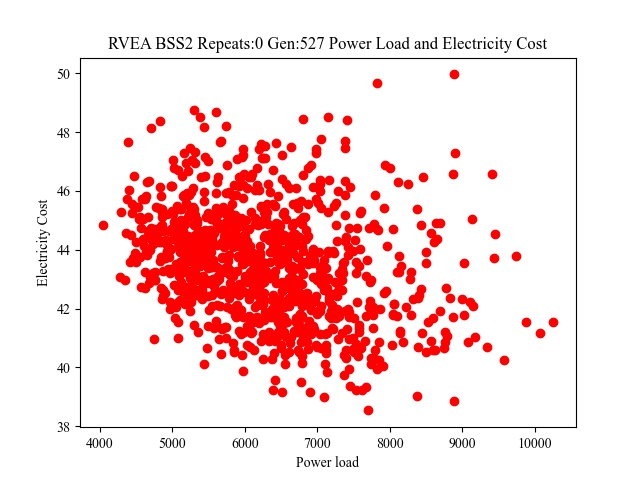 RVEA BSS2 Repeats:0 Gen:527 Power Load and Electricity Cost
50
48
46
44
42
40
38
Electricity Cost
4000 5000 6000 7000 8000 9000 10000
Power load